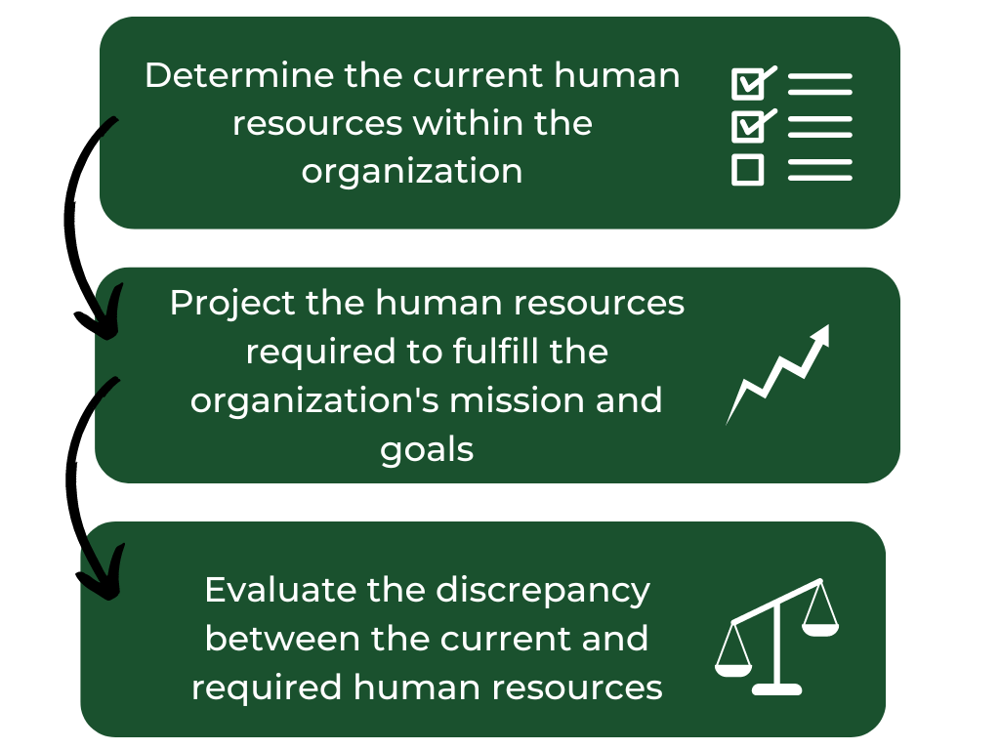 Determine the current human
resources within the
organization
Project the human resources
required to fulfill the
organization's mission and
goals
Evaluate the discrepancy
between the current and
required human resources